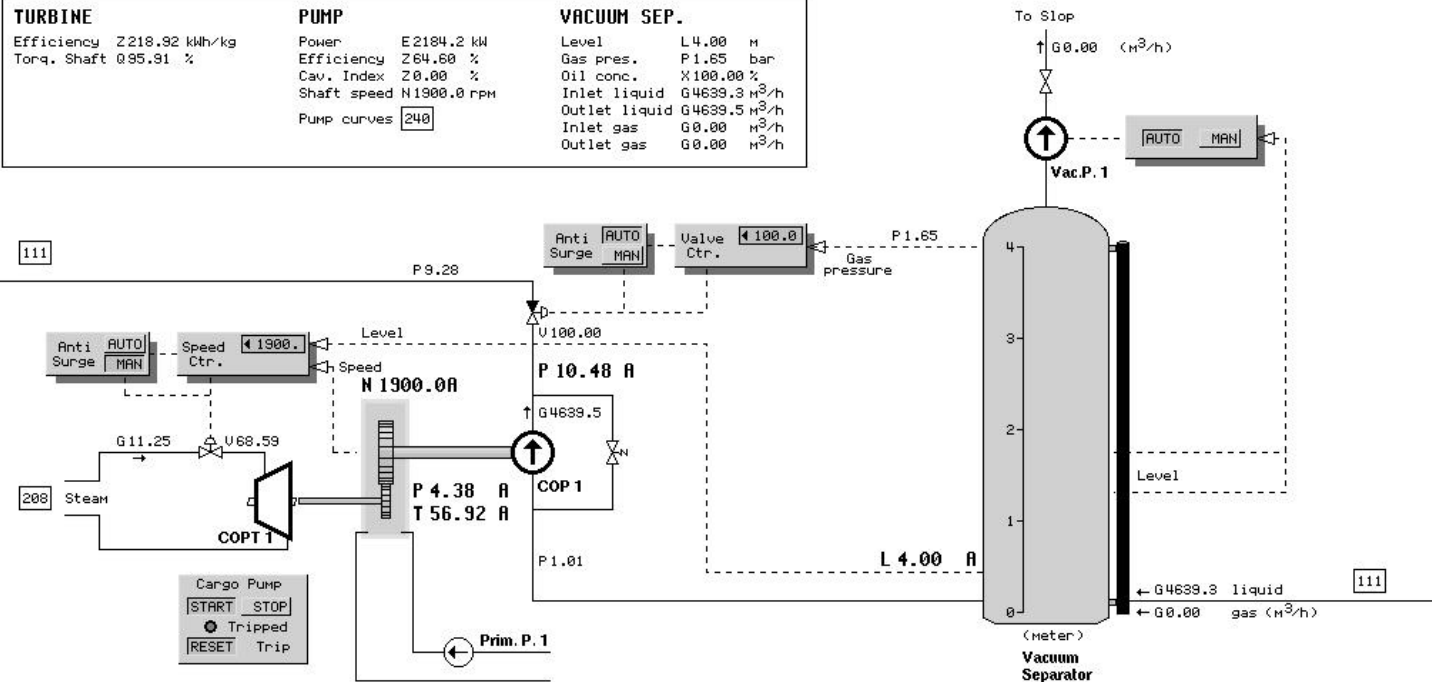 TURBINE
Efficiency Z218.92 kWh/kg
Torq. Shaft Q95.91 %
PUMP
Power E2184.2 kW
Efficiency Z64.60 %
Cav. Index Z0.00 %
Shaft speed N1900.0 rpm
Pump curves 240
VACUUM SEP.
Level L4.00 m
Gas pres. P1.65 bar
Oil conc. X100.00 %
Inlet liquid G4639.3 m³/h
Outlet liquid G4639.5 m³/h
Inlet gas G0.00 m³/h
Outlet gas G0.00 m³/h
To Slop
G0.00 (m³/h)
AUTO MAN
Vac.P. 1
111
P9.28
Anti Surge
AUTO
MAN
Valve Ctr.
100.0
P1.65
Gas
pressure
Anti Surge
AUTO
MAN
Speed Ctr.
1900.
Level
Speed
V100.00
P 10.48 A
N 1900.0A
G4639.5
G11.25
V68.59
N
208 Steam
COPT 1
P 4.38 A
T 56.92 A
COP 1
P1.01
L 4.00 A
4
3
2
1
0
Level
G4639.3 liquid
G0.00 gas (m³/h)
111
(meter)
Vacuum
Separator
Cargo Pump
START STOP
Tripped
RESET Trip
Prim. P. 1